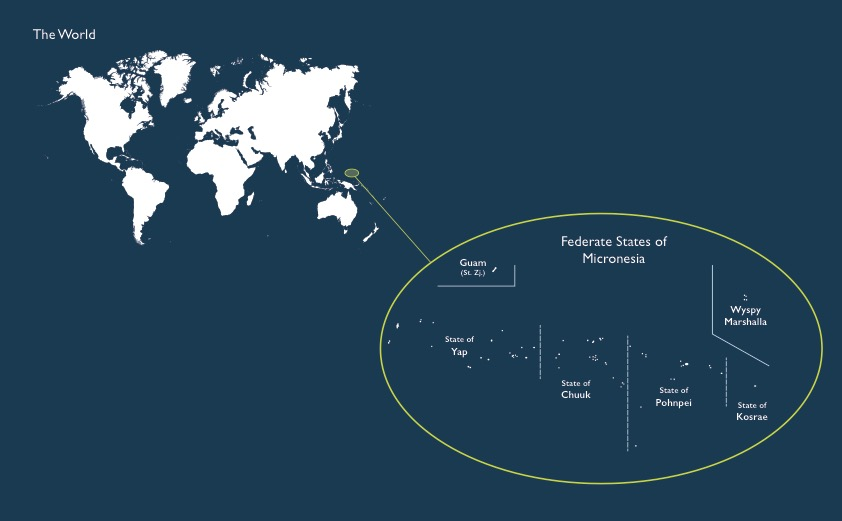 The World
Federate States of
Micronesia
Guam
(St. Zj.)
Wyspy
Marshalla
State of
Yap
State of
Chuuk
State of
Pohnpei
State of
Kosrae